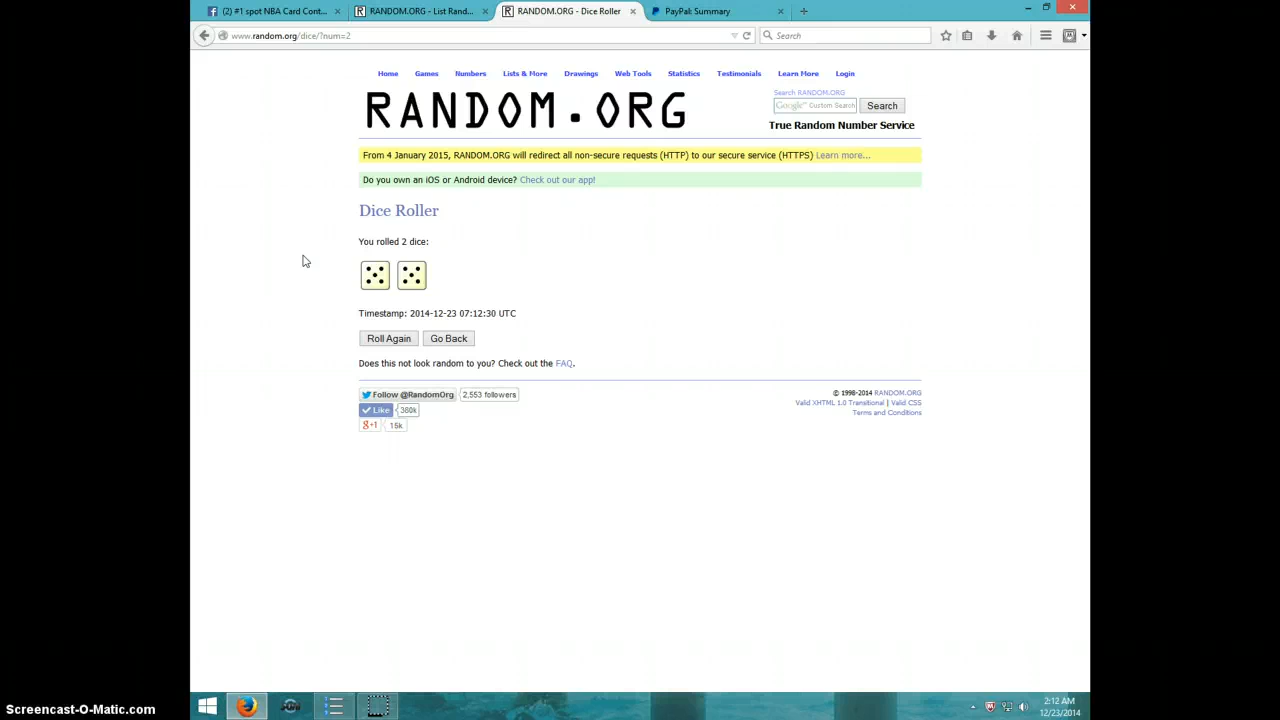 (2) #1 spot NBA Card Cont...
RANDOM.ORG - List Rand...
RANDOM.ORG - Dice Roller
PayPal: Summary
www.random.org/dice/?num=2
Search
Home Games Numbers Lists & More Drawings Web Tools Statistics Testimonials Learn More Login
RANDOM.ORG
Search RANDOM.ORG
Google™ Custom Search
Search
True Random Number Service
From 4 January 2015, RANDOM.ORG will redirect all non-secure requests (HTTP) to our secure service (HTTPS) Learn more...
Do you own an iOS or Android device? Check out our app!
Dice Roller
You rolled 2 dice:
Timestamp: 2014-12-23 07:12:30 UTC
Roll Again Go Back
Does this not look random to you? Check out the FAQ.
Follow @RandomOrg 2,553 followers
Like 360k
g+1 15k
© 1998-2014 RANDOM.ORG
Valid XHTML 1.0 Transitional | Valid CSS
Terms and Conditions
2:12 AM
12/23/2014
Screencast-O-Matic.com